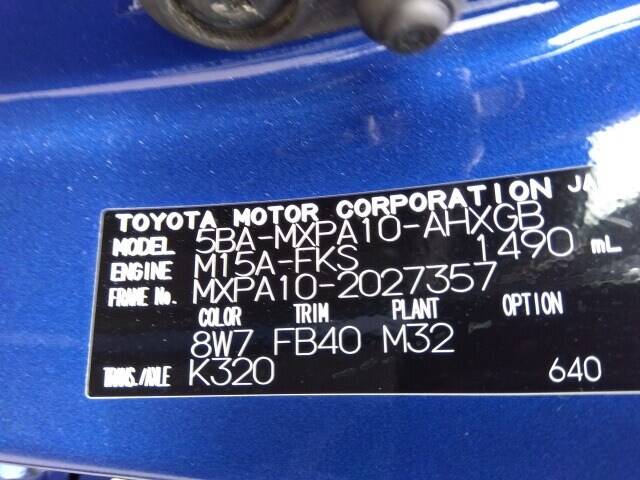 TOYOTA MOTOR CORPORATION JA
MODEL 5BA-MXPA10-AHXGB
ENGINE M15A-FKS 1490 mL
FRAME No. MXPA10-2027357
COLOR TRIM PLANT OPTION
8W7 FB40 M32
TRANS./AXLE K320 640